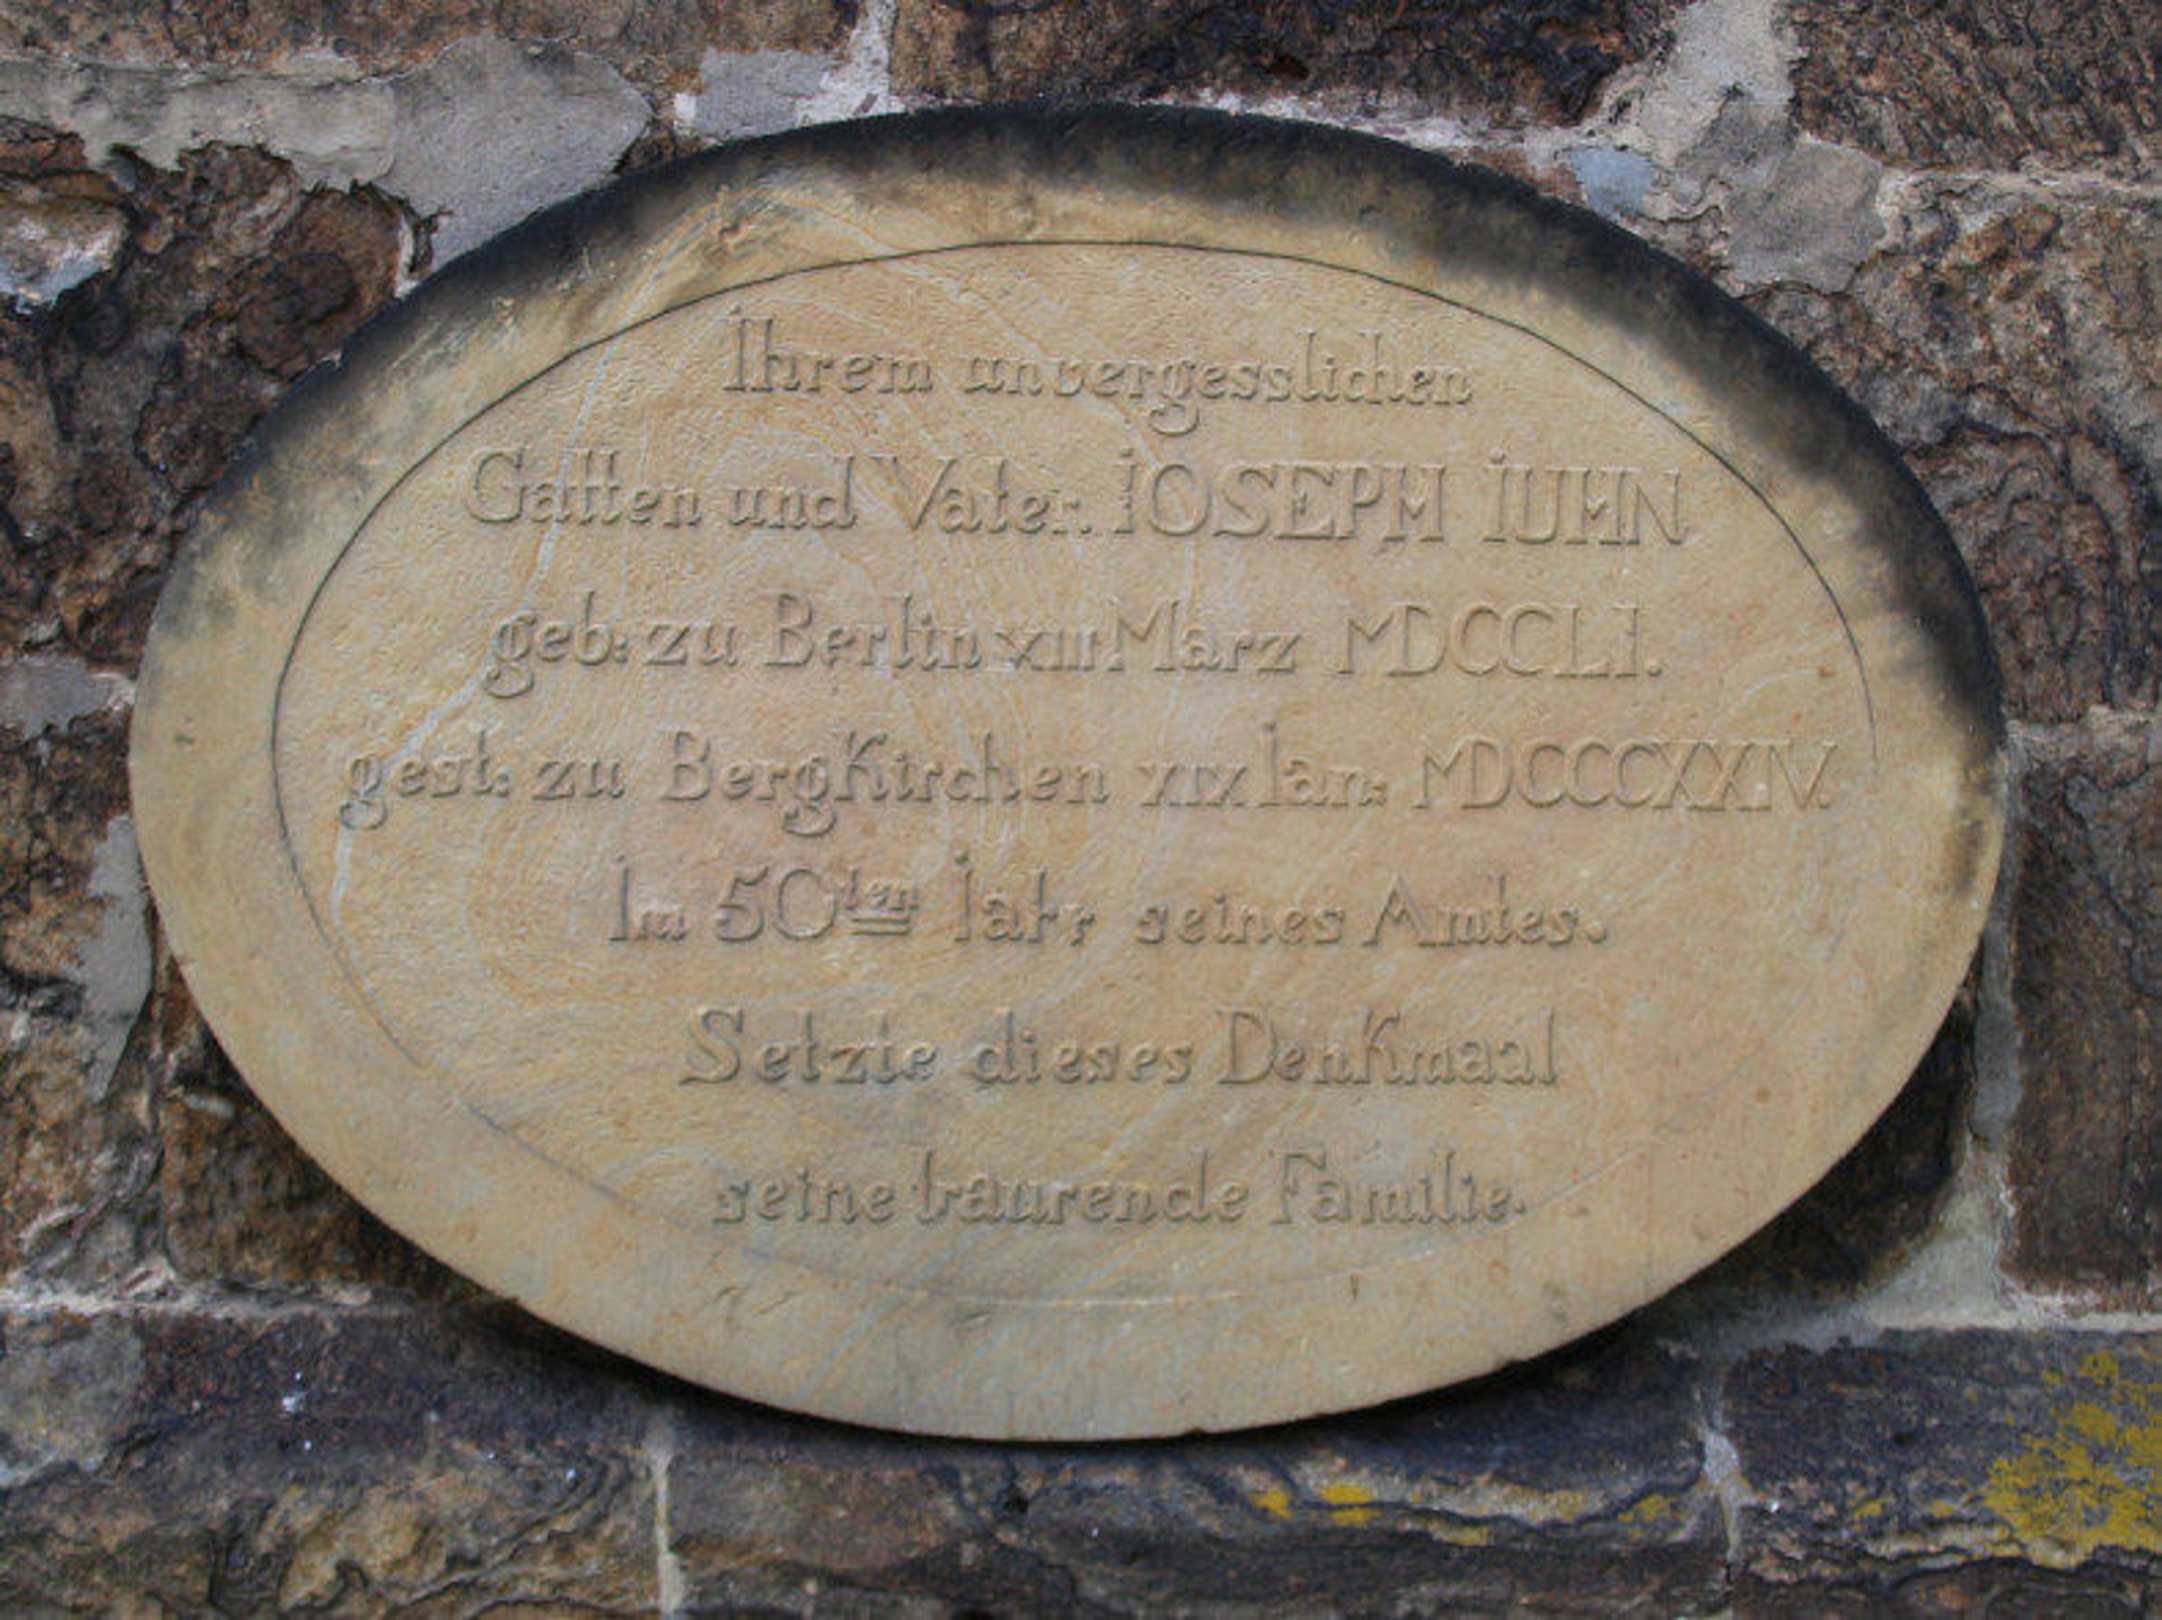 Ihrem unvergesslichen
Gatten und Vater. IOSEPH IUHN
geb: zu Berlin XIII Marz MDCCLI.
gest: zu BergKirchen XIX Ian: MDCCCXXIV.
Im 50ten Iahr seines Amtes.
Setzte dieses DenKmaal
seine traurende Familie.